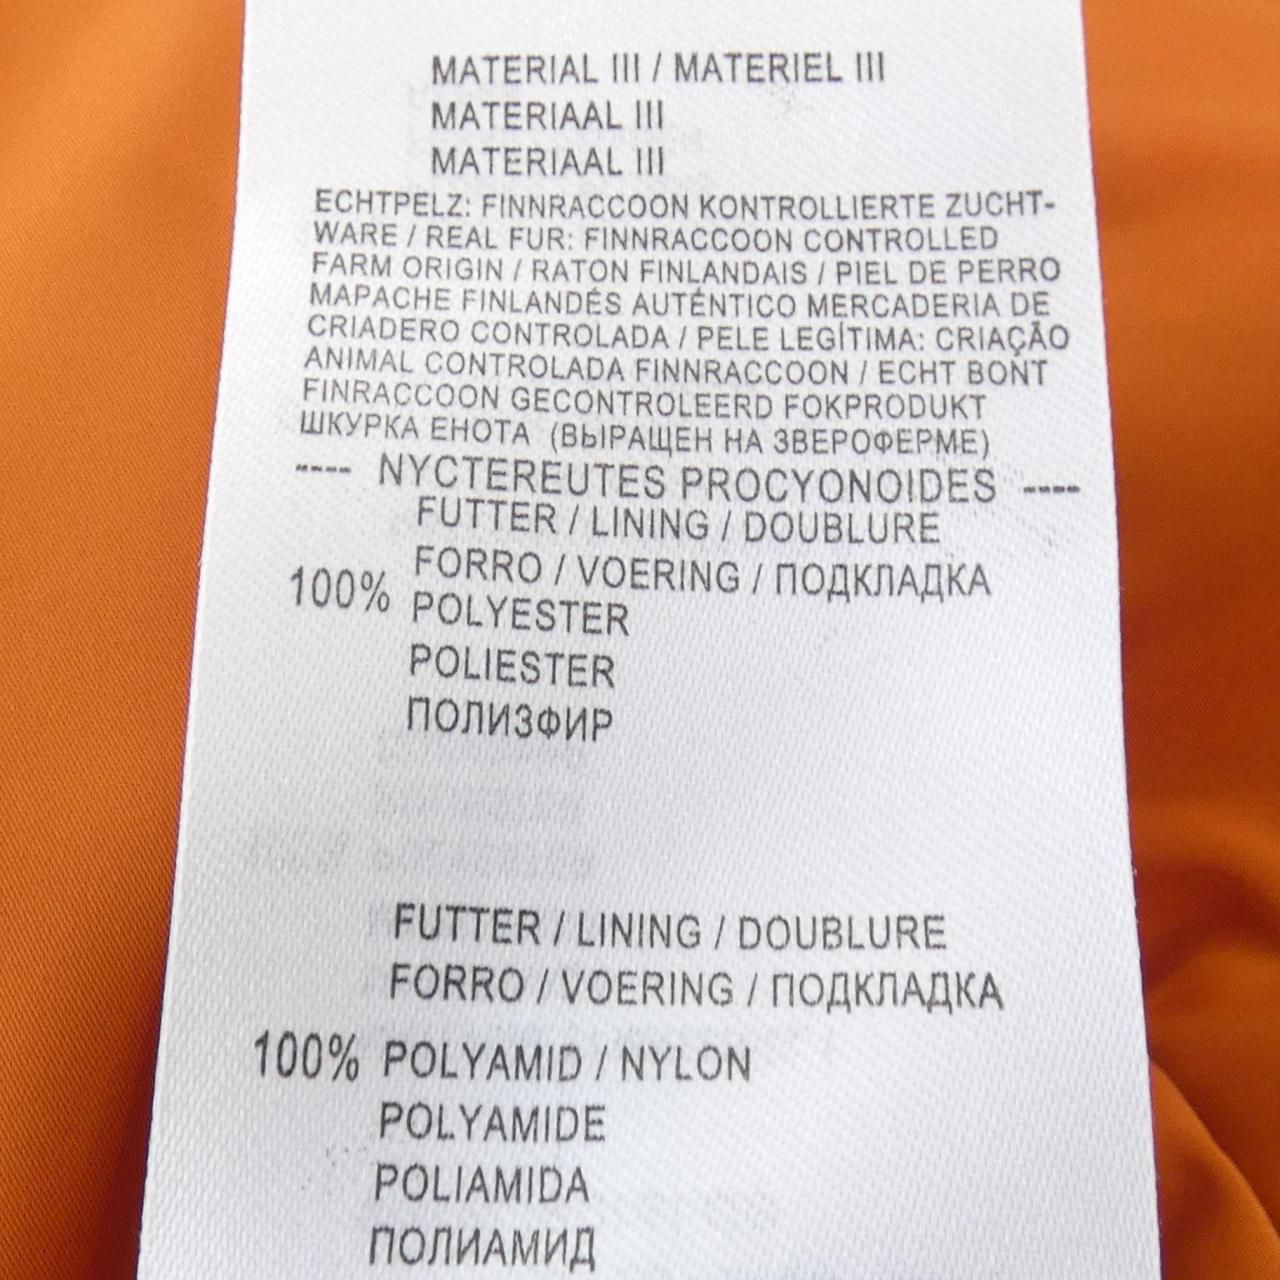 MATERIAL III / MATERIEL III
MATERIAAL III
MATERIAAL III
ECHTPELZ: FINNRACCOON KONTROLLIERTE ZUCHT-
WARE / REAL FUR: FINNRACCOON CONTROLLED
FARM ORIGIN / RATON FINLANDAIS / PIEL DE PERRO
MAPACHE FINLANDÉS AUTÉNTICO MERCADERIA DE
CRIADERO CONTROLADA / PELE LEGÍTIMA: CRIAÇÃO
ANIMAL CONTROLADA FINNRACCOON / ECHT BONT
FINRACCOON GECONTROLEERD FOKPRODUKT
ШКУРКА ЕНОТА (ВЫРАЩЕН НА ЗВЕРОФЕРМЕ)
---- NYCTEREUTES PROCYONOIDES ----
FUTTER / LINING / DOUBLURE
FORRO / VOERING / ПОДКЛАДКА
100% POLYESTER
POLIESTER
ПОЛИЗФИР
FUTTER / LINING / DOUBLURE
FORRO / VOERING / ПОДКЛАДКА
100% POLYAMID / NYLON
POLYAMIDE
POLIAMIDA
ПОЛИАМИД